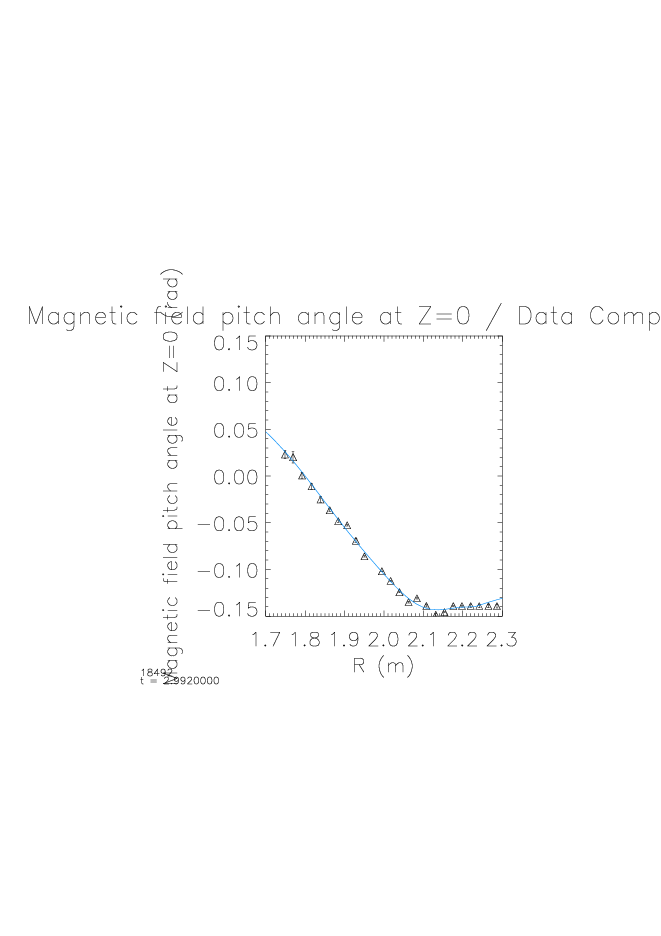 Magnetic field pitch angle at Z=0 / Data Comp
Magnetic field pitch angle at Z=0 (rad)
0.15
0.10
0.05
0.00
−0.05
−0.10
−0.15
1.7 1.8 1.9 2.0 2.1 2.2 2.3
R (m)
t = 2.9920000